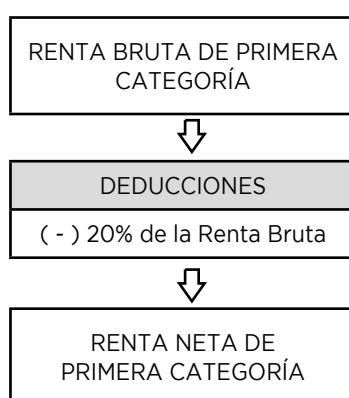 RENTA BRUTA DE PRIMERA
CATEGORÍA
DEDUCCIONES
( - ) 20% de la Renta Bruta
RENTA NETA DE
PRIMERA CATEGORÍA